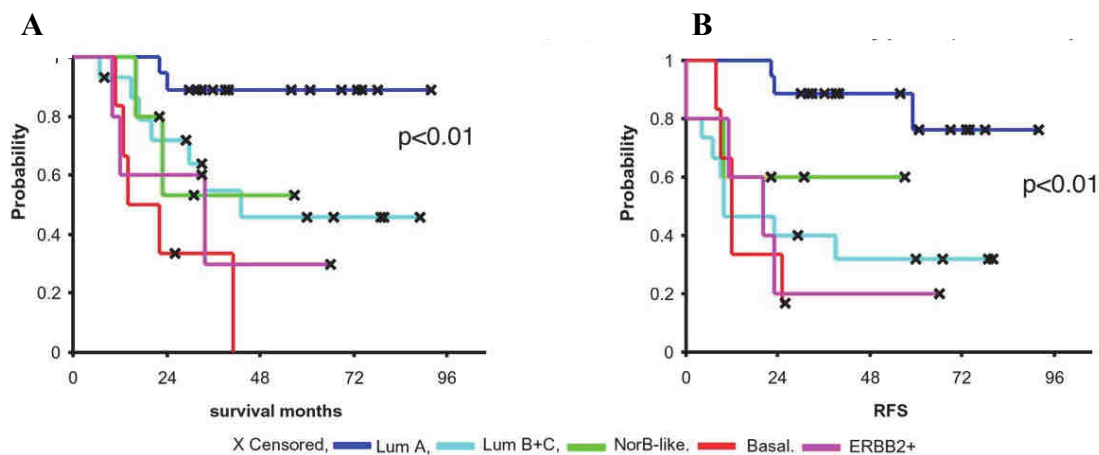 A
B
1
0.8
0.6
0.4
0.2
0
Probability
p<0.01
0 24 48 72 96
survival months
1
0.8
0.6
0.4
0.2
0
Probability
p<0.01
0 24 48 72 96
RFS
X Censored, Lum A, Lum B+C, NorB-like, Basal. ERBB2+